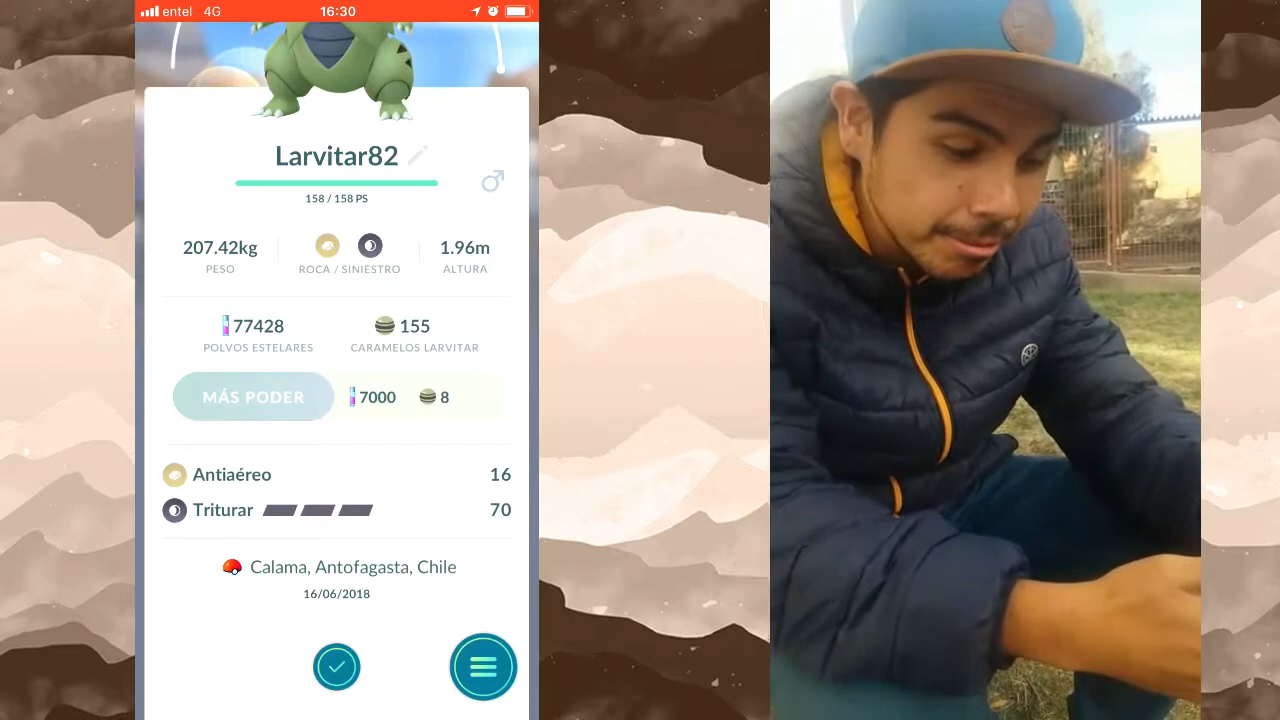 entel 4G 16:30
Larvitar82
158 / 158 PS
207.42kg
PESO
ROCA / SINIESTRO
1.96m
ALTURA
77428
POLVOS ESTELARES
155
CARAMELOS LARVITAR
MÁS PODER 7000 8
Antiaéreo 16
Triturar 70
Calama, Antofagasta, Chile
16/06/2018